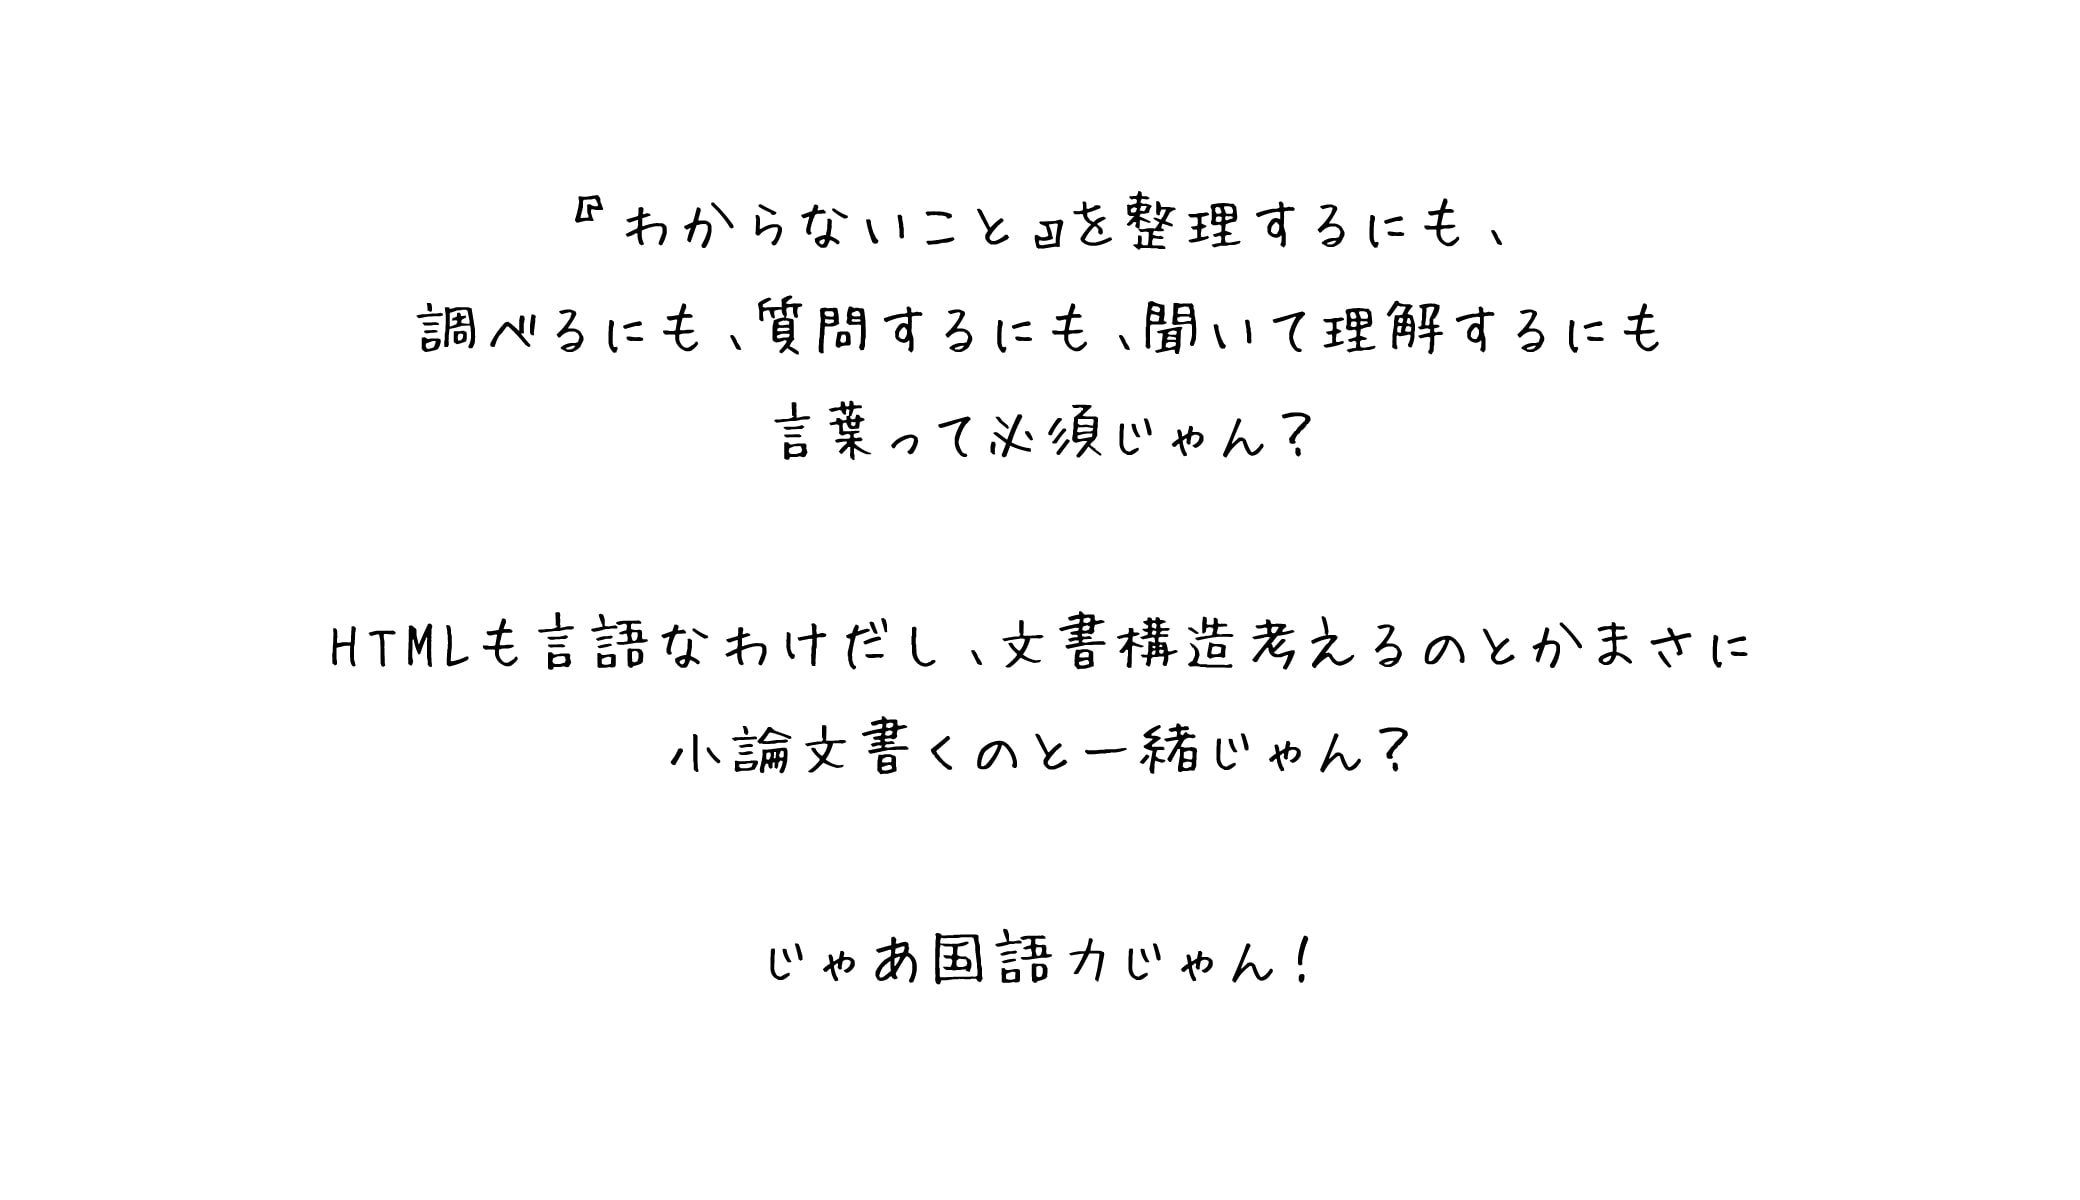 『わからないこと』を整理するにも、
調べるにも、質問するにも、聞いて理解するにも
言葉って必須じゃん？
HTMLも言語なわけだし、文書構造考えるのとかまさに
小論文書くのと一緒じゃん？
じゃあ国語力じゃん！